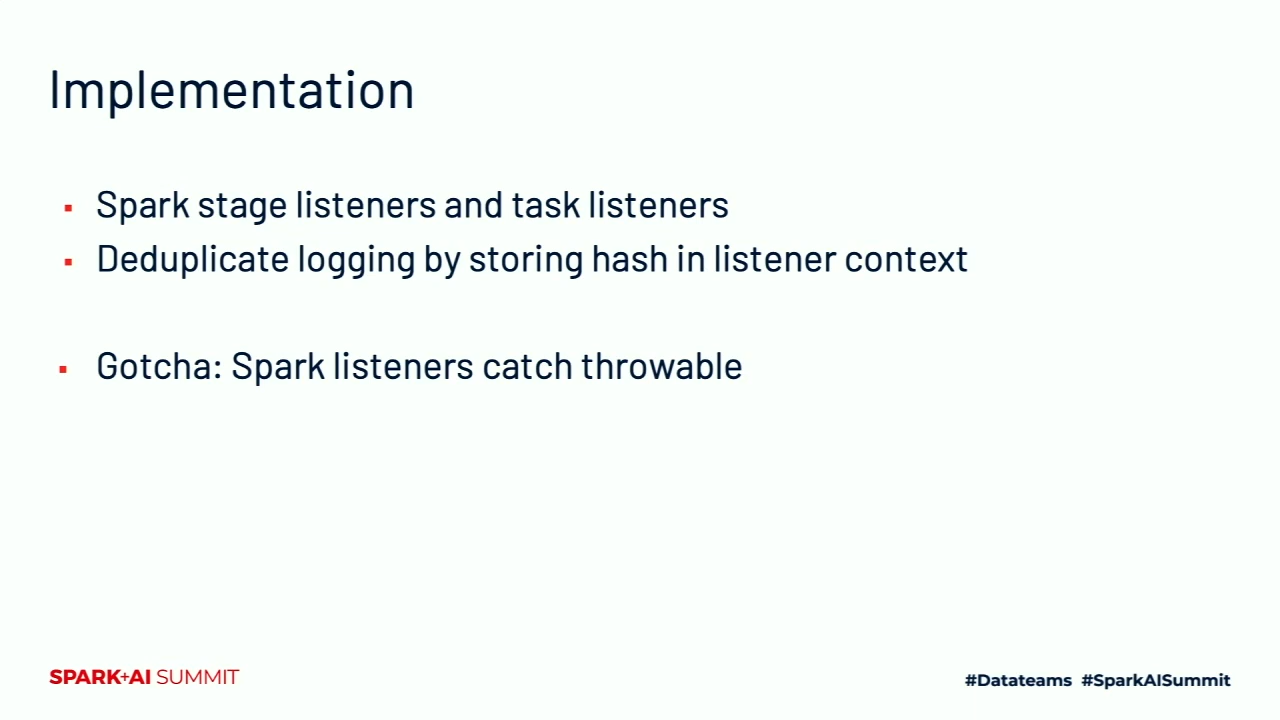 Implementation
▪ Spark stage listeners and task listeners
▪ Deduplicate logging by storing hash in listener context
▪ Gotcha: Spark listeners catch throwable
SPARK+AI SUMMIT
#Datateams #SparkAISummit